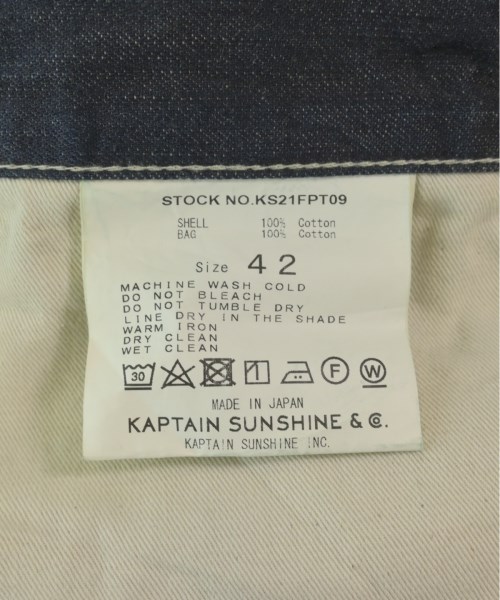 STOCK NO.KS21FPT09
SHELL 100% Cotton
BAG 100% Cotton
Size 42
MACHINE WASH COLD
DO NOT BLEACH
DO NOT TUMBLE DRY
LINE DRY IN THE SHADE
WARM IRON
DRY CLEAN
WET CLEAN
30 F W
MADE IN JAPAN
KAPTAIN SUNSHINE & Co.
KAPTAIN SUNSHINE INC.